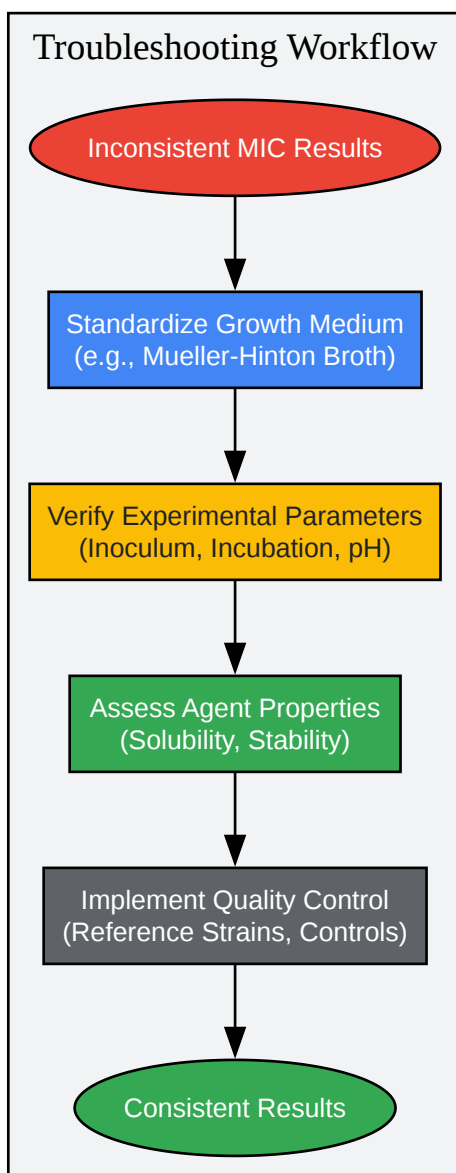 Troubleshooting Workflow
Inconsistent MIC Results
Standardize Growth Medium
(e.g., Mueller-Hinton Broth)
Verify Experimental Parameters
(Inoculum, Incubation, pH)
Assess Agent Properties
(Solubility, Stability)
Implement Quality Control
(Reference Strains, Controls)
Consistent Results